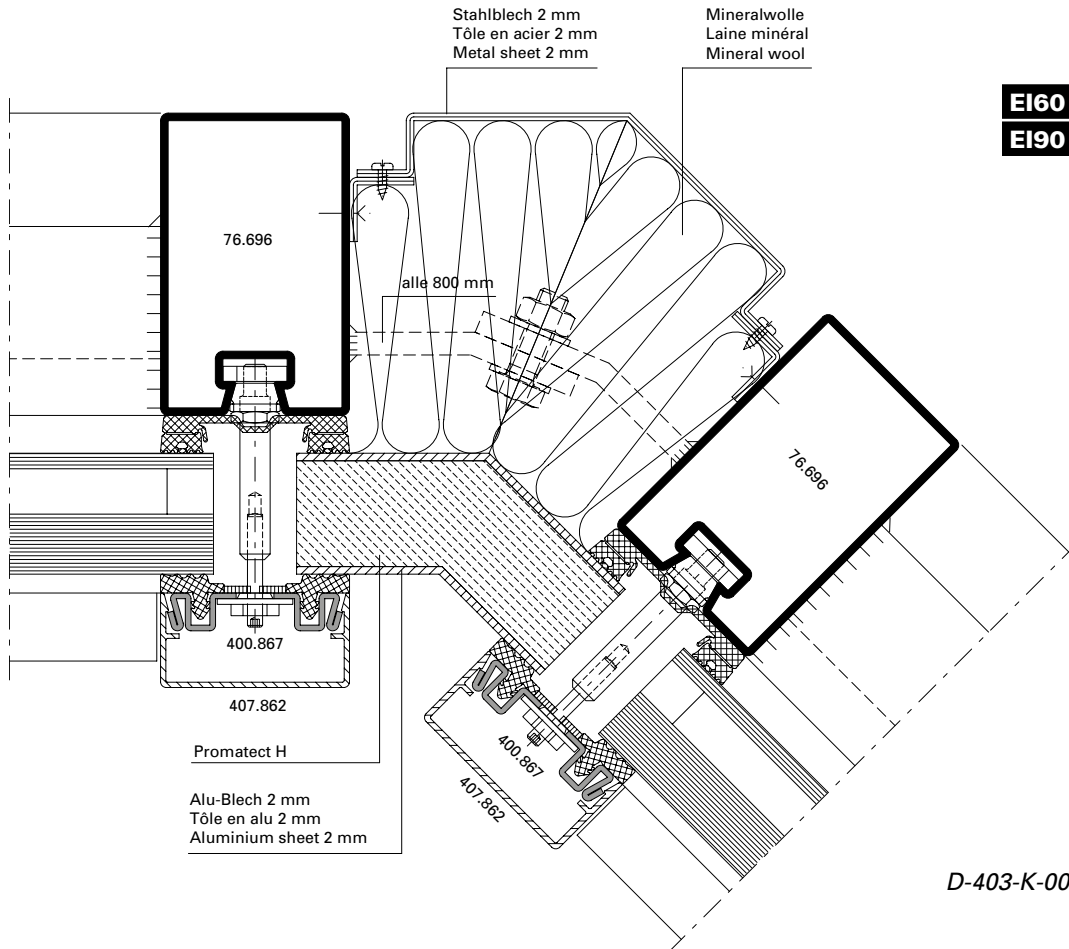 Stahlblech 2 mm
Tôle en acier 2 mm
Metal sheet 2 mm
Mineralwolle
Laine minéral
Mineral wool
EI60
EI90
76.696
alle 800 mm
76.696
400.867
407.862
400.867
407.862
Promatect H
Alu-Blech 2 mm
Tôle en alu 2 mm
Aluminium sheet 2 mm
D-403-K-00